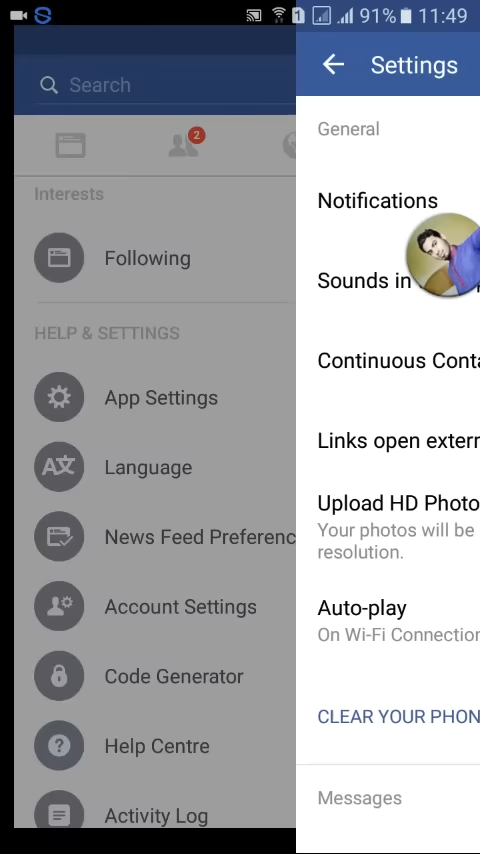 1 91% 11:49
Search
2
Interests
Following
HELP & SETTINGS
App Settings
Language
News Feed Preferenc
Account Settings
Code Generator
Help Centre
Activity Log
Settings
General
Notifications
Sounds in
Continuous Conta
Links open extern
Upload HD Photo
Your photos will be
resolution.
Auto-play
On Wi-Fi Connection
CLEAR YOUR PHON
Messages